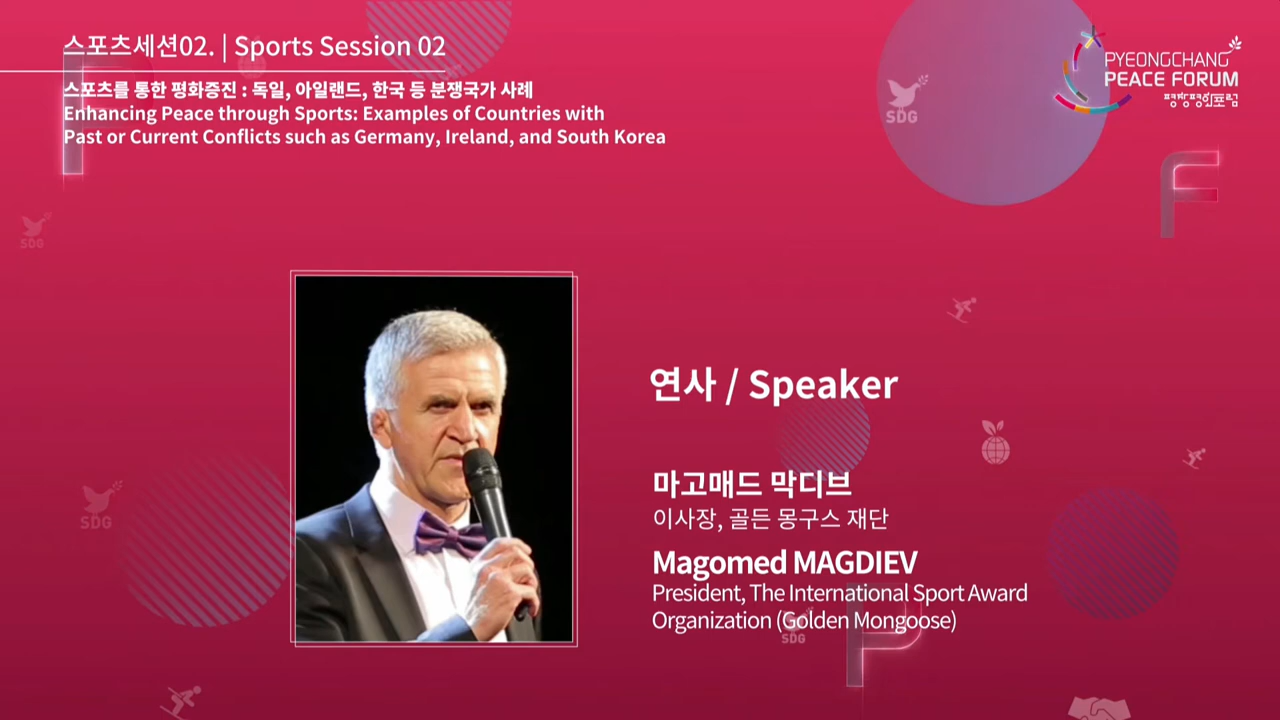 스포츠세션02. | Sports Session 02
스포츠를 통한 평화증진 : 독일, 아일랜드, 한국 등 분쟁국가 사례
Enhancing Peace through Sports: Examples of Countries with
Past or Current Conflicts such as Germany, Ireland, and South Korea
PYEONGCHANG
PEACE FORUM
평창평화포럼
SDG
F
F
SDG
연사 / Speaker
마고매드 막디브
이사장, 골든 몽구스 재단
SDG
Magomed MAGDIEV
President, The International Sport Award
Organization (Golden Mongoose)
SDG
P